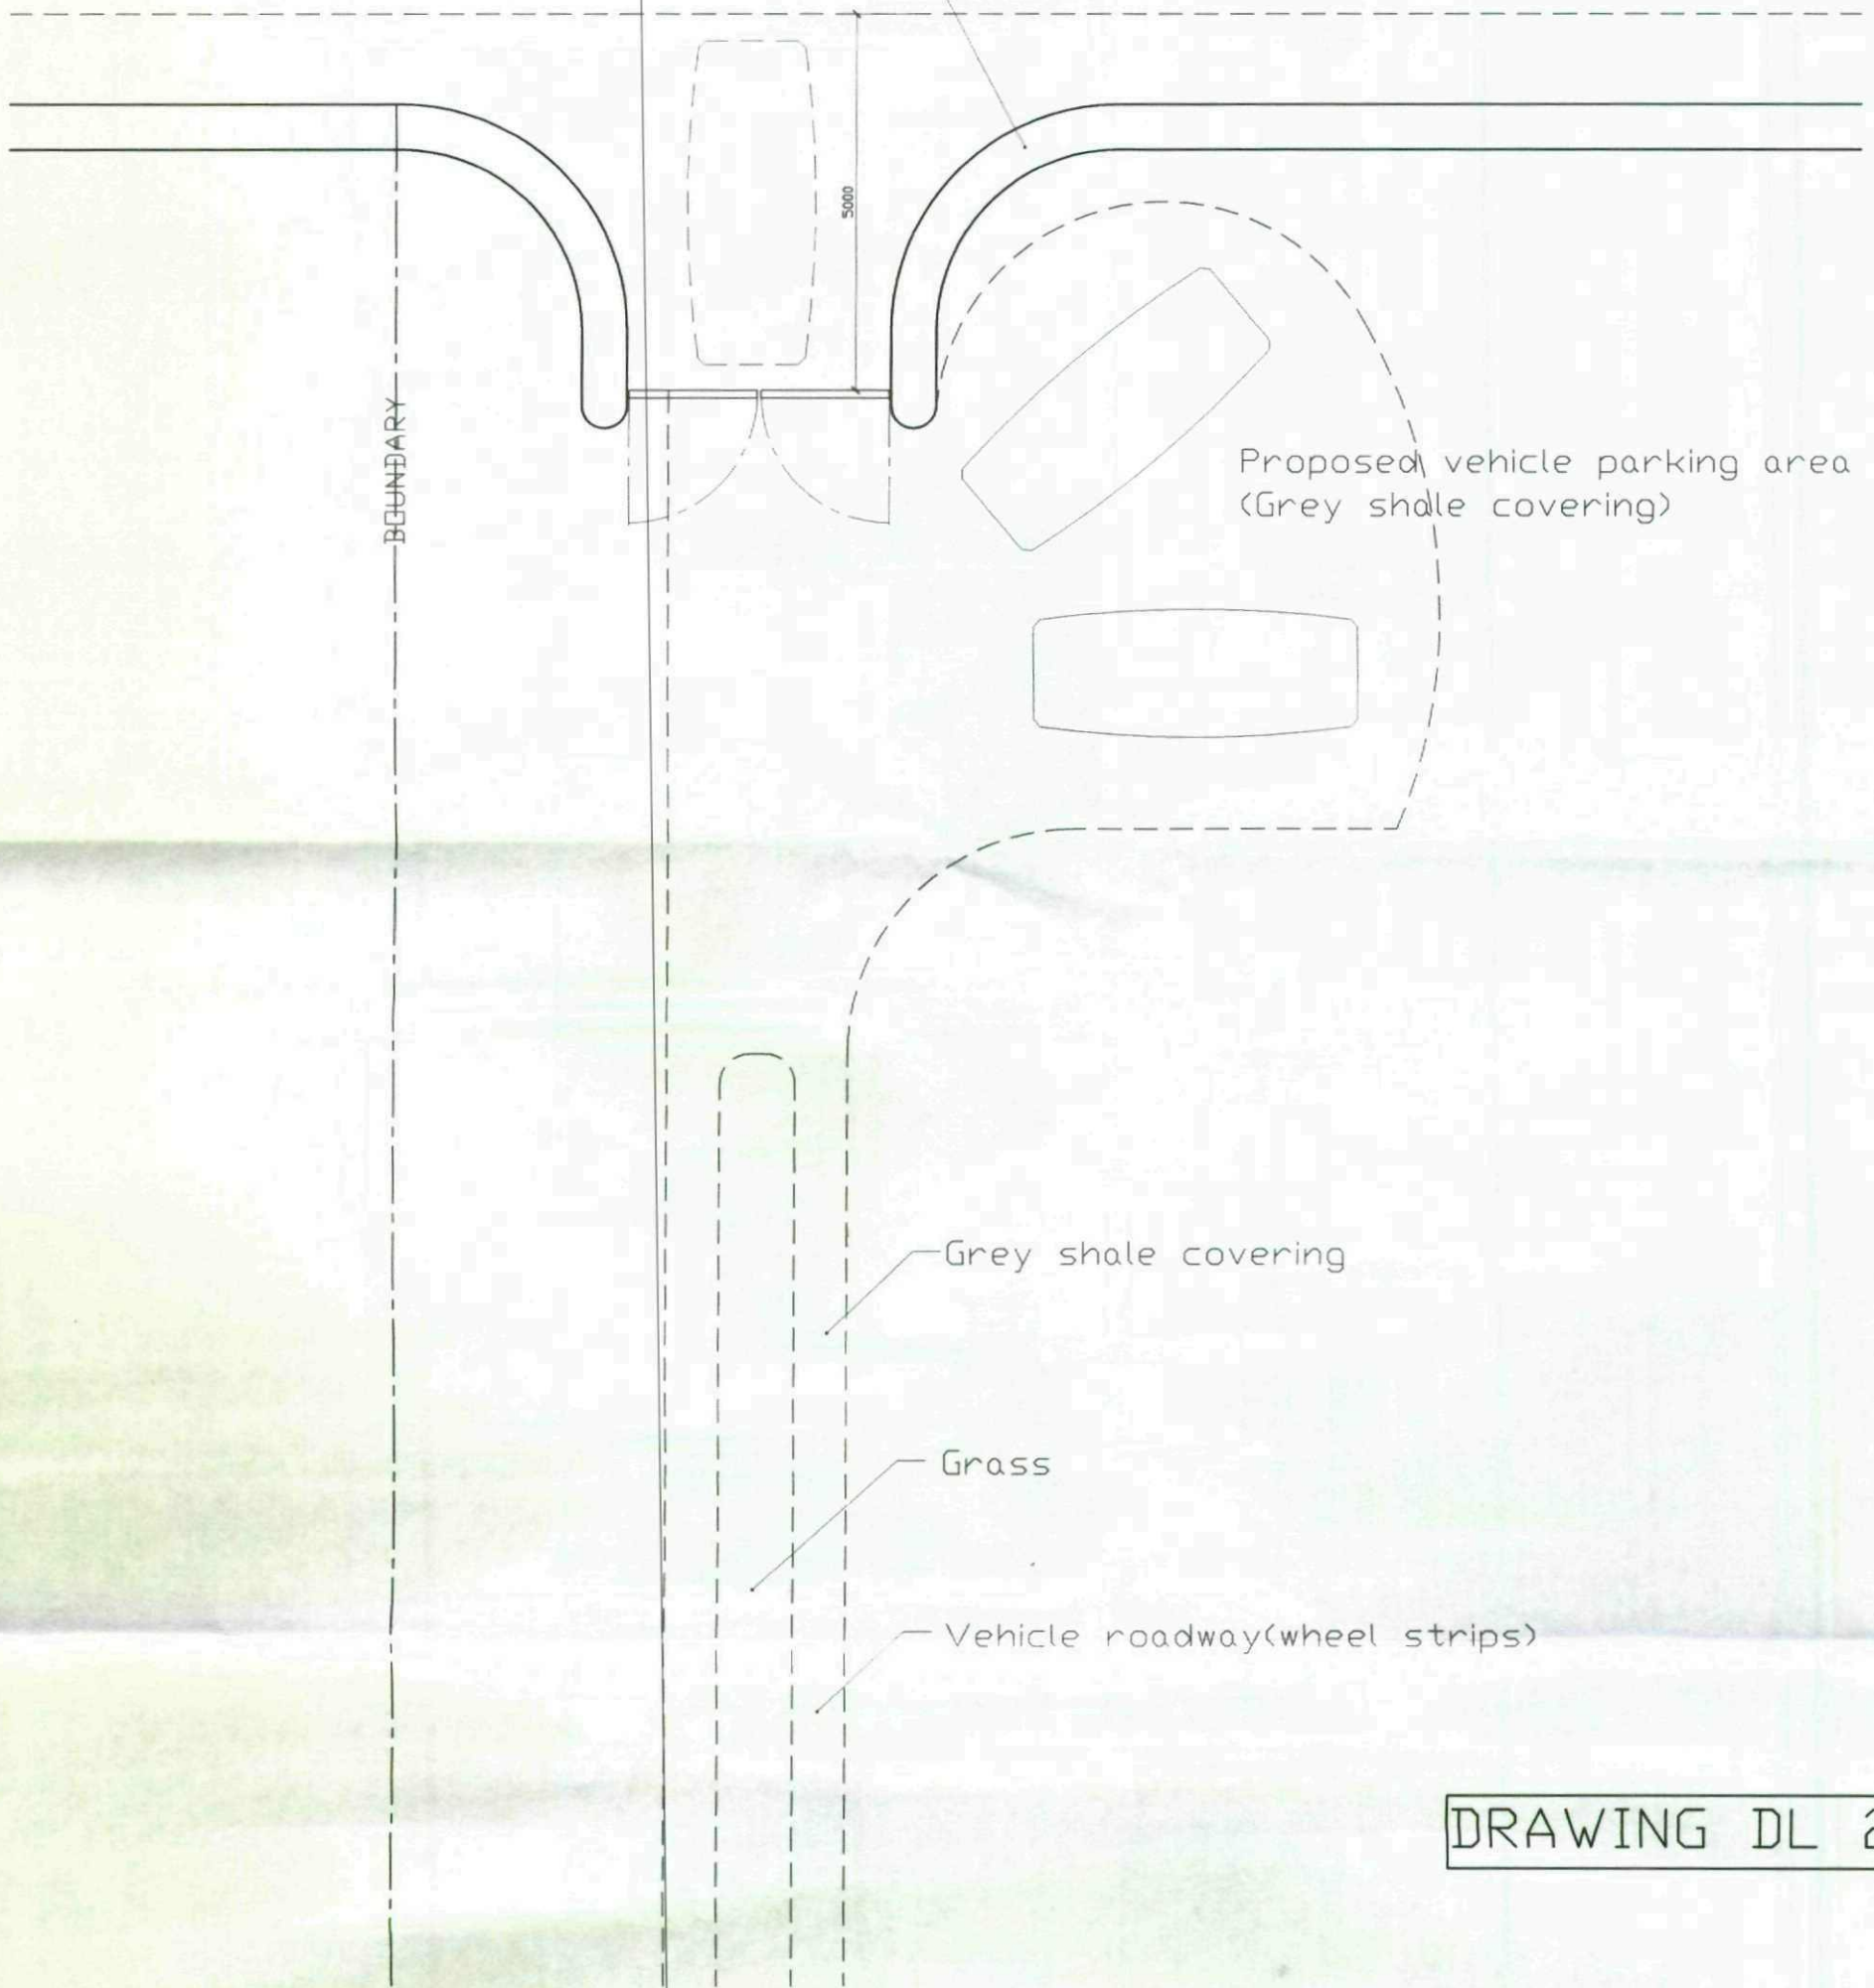 5000
BOUNDARY
Proposed vehicle parking area
(Grey shale covering)
Grey shale covering
Grass
Vehicle roadway(wheel strips)
DRAWING DL 2